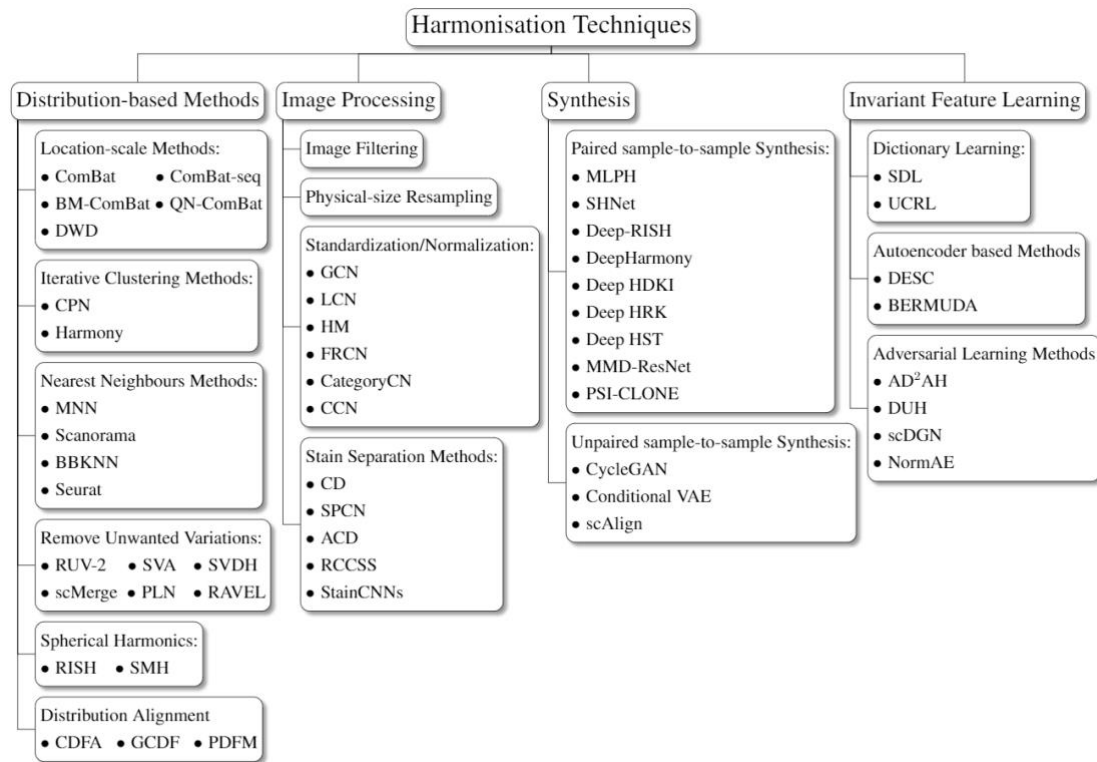 Harmonisation Techniques
Distribution-based Methods
Location-scale Methods:
● ComBat ● ComBat-seq
● BM-ComBat ● QN-ComBat
● DWD
Iterative Clustering Methods:
● CPN
● Harmony
Nearest Neighbours Methods:
● MNN
● Scanorama
● BBKNN
● Seurat
Remove Unwanted Variations:
● RUV-2 ● SVA ● SVDH
● scMerge ● PLN ● RAVEL
Spherical Harmonics:
● RISH ● SMH
Distribution Alignment
● CDFA ● GCDF ● PDFM
Image Processing
Image Filtering
Physical-size Resampling
Standardization/Normalization:
● GCN
● LCN
● HM
● FRCN
● CategoryCN
● CCN
Stain Separation Methods:
● CD
● SPCN
● ACD
● RCCSS
● StainCNNs
Synthesis
Paired sample-to-sample Synthesis:
● MLPH
● SHNet
● Deep-RISH
● DeepHarmony
● Deep HDKI
● Deep HRK
● Deep HST
● MMD-ResNet
● PSI-CLONE
Unpaired sample-to-sample Synthesis:
● CycleGAN
● Conditional VAE
● scAlign
Invariant Feature Learning
Dictionary Learning:
● SDL
● UCRL
Autoencoder based Methods
● DESC
● BERMUDA
Adversarial Learning Methods
● AD²AH
● DUH
● scDGN
● NormAE